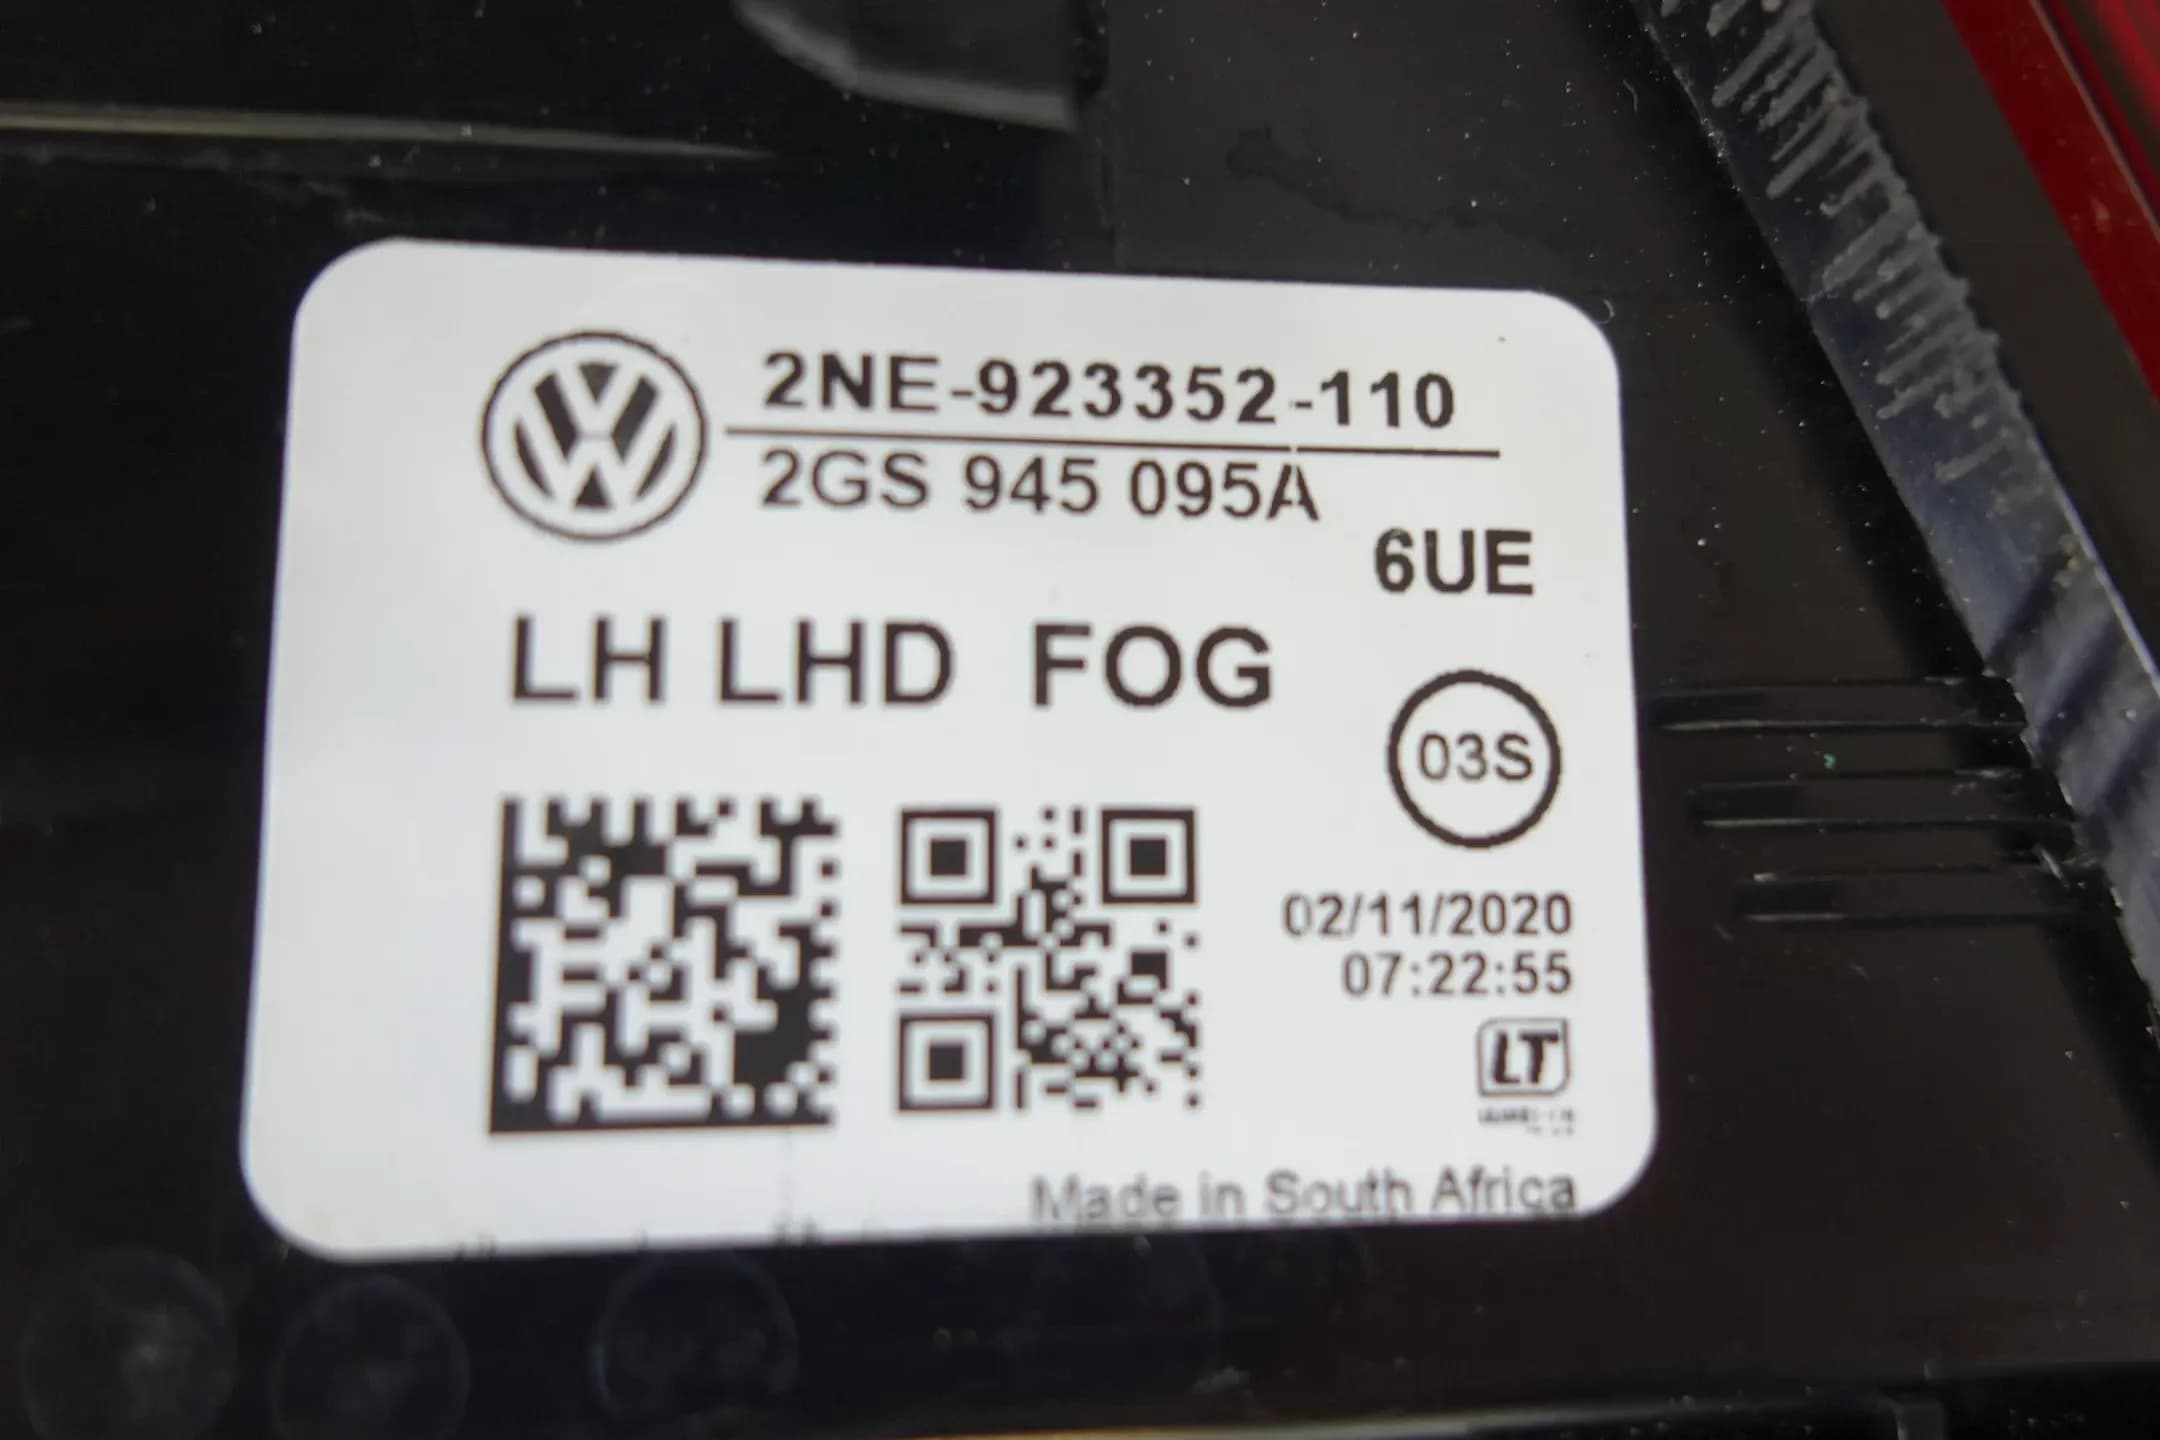 2NE-923352-110
2GS 945 095A
6UE
LH LHD FOG
03S
02/11/2020
07:22:55
LT
Made in South Africa